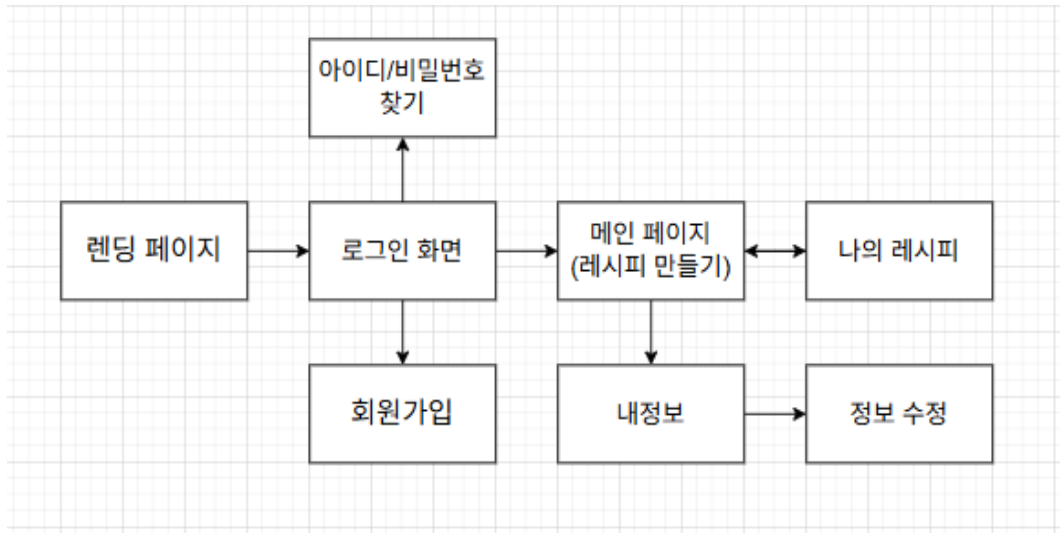 아이디/비밀번호
찾기
렌딩 페이지
로그인 화면
메인 페이지
(레시피 만들기)
나의 레시피
회원가입
내정보
정보 수정